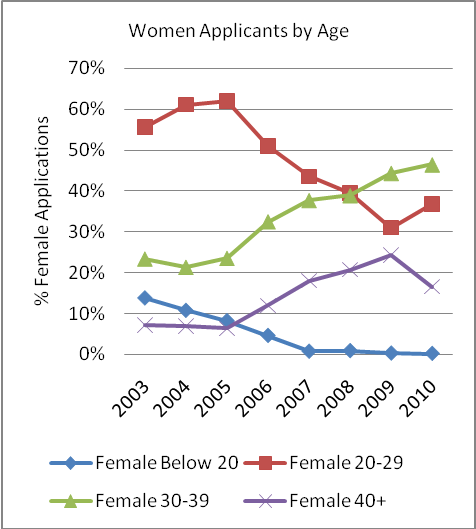 Women Applicants by Age
% Female Applications
70%
60%
50%
40%
30%
20%
10%
0%
2003 2004 2005 2006 2007 2008 2009 2010
Female Below 20 Female 20-29
Female 30-39 Female 40+